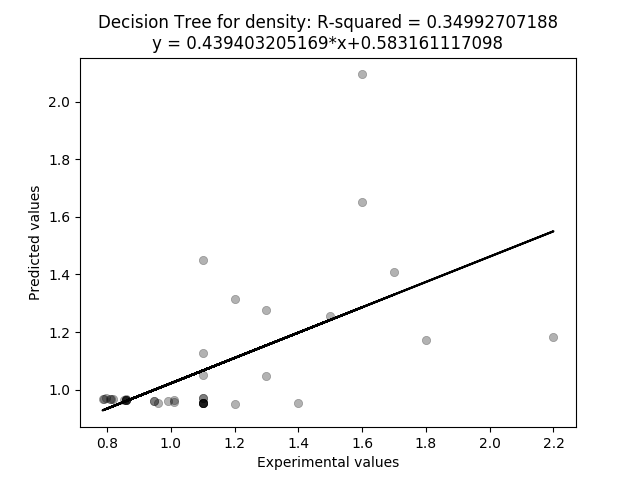 Decision Tree for density: R-squared = 0.34992707188
y = 0.439403205169*x+0.583161117098
Predicted values
2.0
1.8
1.6
1.4
1.2
1.0
0.8 1.0 1.2 1.4 1.6 1.8 2.0 2.2
Experimental values